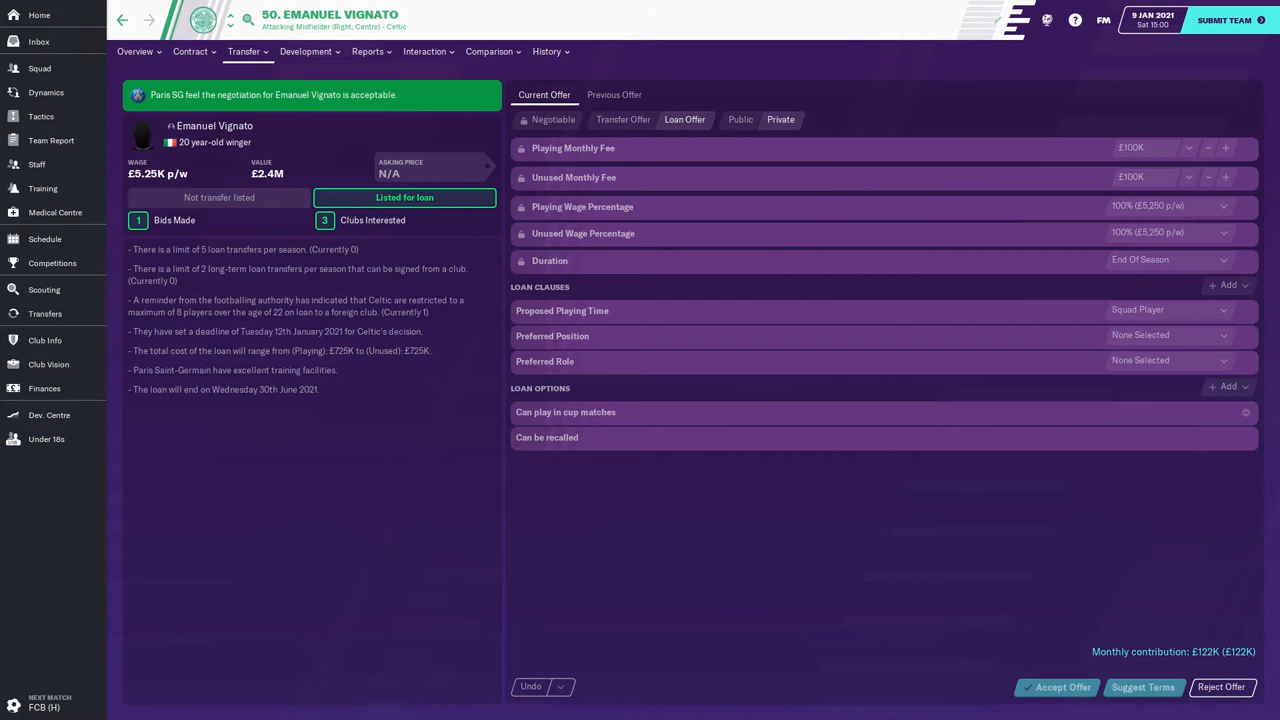 50. EMANUEL VIGNATO
Attacking Midfielder (Right, Centre) - Celtic
FM
9 JAN 2021
Sat 15:00
SUBMIT TEAM
Home
Inbox
Squad
Dynamics
Tactics
Team Report
Staff
Training
Medical Centre
Schedule
Competitions
Scouting
Transfers
Club Info
Club Vision
Finances
Dev. Centre
Under 18s
NEXT MATCH
FCB (H)
Overview
Contract
Transfer
Development
Reports
Interaction
Comparison
History
Paris SG feel the negotiation for Emanuel Vignato is acceptable.
Emanuel Vignato
20 year-old winger
WAGE
£5.25K p/w
VALUE
£2.4M
ASKING PRICE
N/A
Not transfer listed
Listed for loan
1 Bids Made
3 Clubs Interested
- There is a limit of 5 loan transfers per season. (Currently 0)
- There is a limit of 2 long-term loan transfers per season that can be signed from a club.
(Currently 0)
- A reminder from the footballing authority has indicated that Celtic are restricted to a
maximum of 8 players over the age of 22 on loan to a foreign club. (Currently 1)
- They have set a deadline of Tuesday 12th January 2021 for Celtic's decision.
- The total cost of the loan will range from (Playing): £725K to (Unused): £725K.
- Paris Saint-Germain have excellent training facilities.
- The loan will end on Wednesday 30th June 2021.
Current Offer
Previous Offer
Negotiable
Transfer Offer
Loan Offer
Public
Private
Playing Monthly Fee
£100K
Unused Monthly Fee
£100K
Playing Wage Percentage
100% (£5,250 p/w)
Unused Wage Percentage
100% (£5,250 p/w)
Duration
End Of Season
LOAN CLAUSES
+ Add
Proposed Playing Time
Squad Player
Preferred Position
None Selected
Preferred Role
None Selected
LOAN OPTIONS
+ Add
Can play in cup matches
Can be recalled
Monthly contribution: £122K (£122K)
Undo
Accept Offer
Suggest Terms
Reject Offer